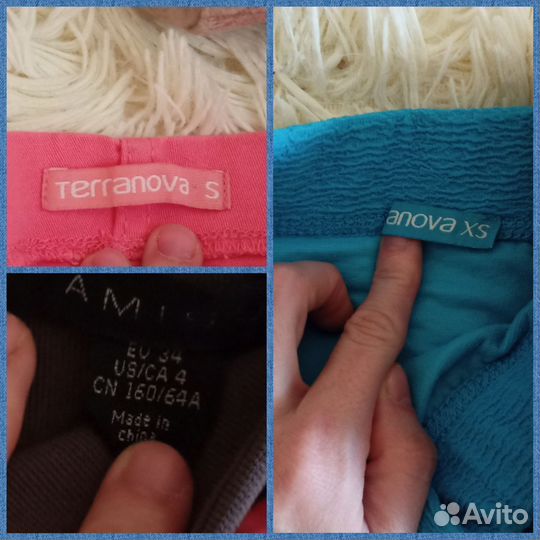 Terranova S
anova XS
AMI
EU 34
US/CA 4
CN 160/64A
Made in
china
Avito